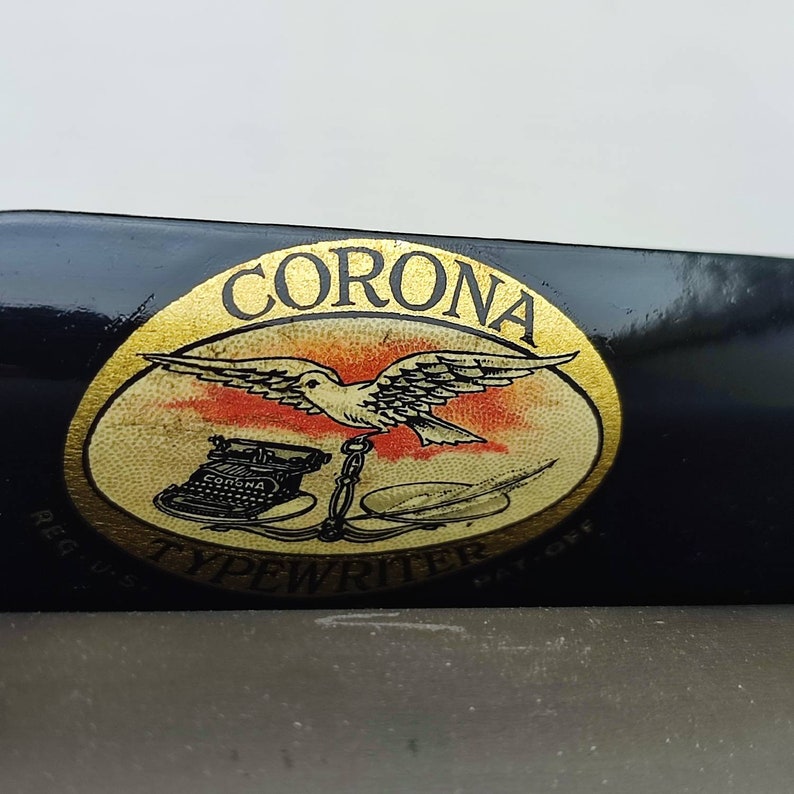 CORONA
CORONA
TYPEWRITER
REG. U.S. PAT. OFF.